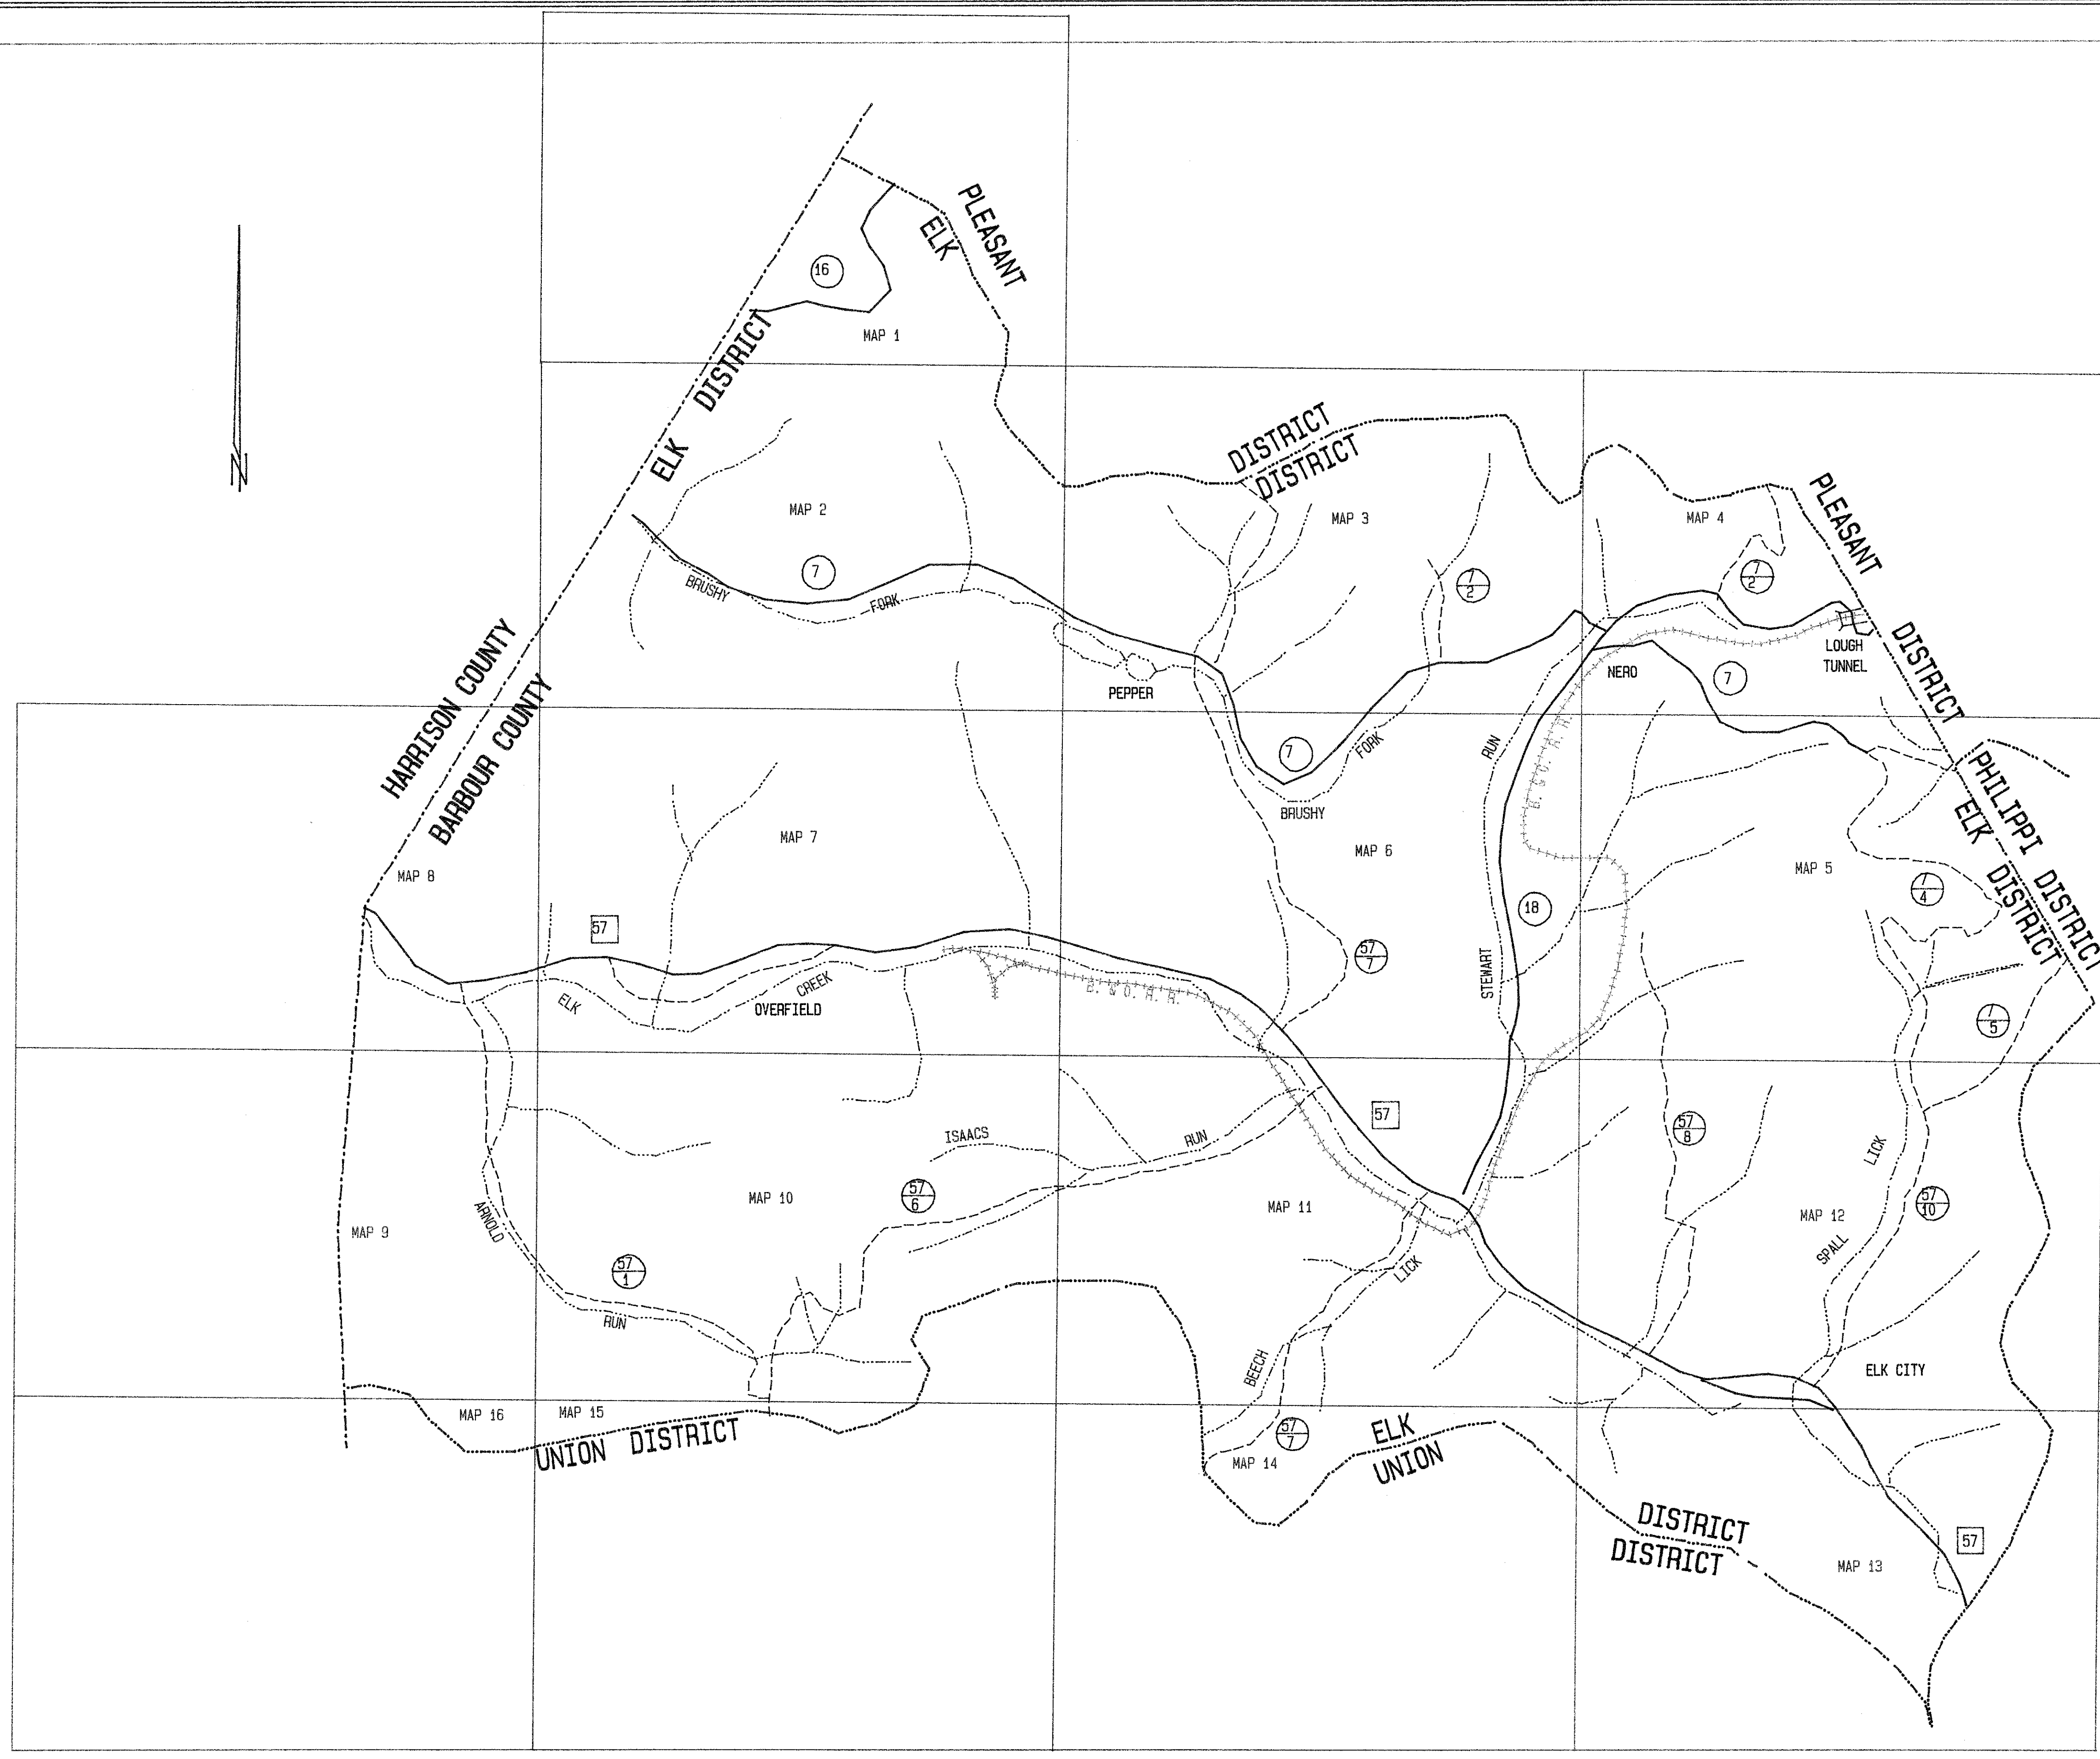 PLEASANT
ELK
16
MAP 1
N
ELK DISTRICT
DISTRICT
DISTRICT
PLEASANT
DISTRICT
MAP 2
MAP 3
MAP 4
7
7
2
7
2
BRUSHY
FORK
LOUGH
TUNNEL
NERO
7
PEPPER
HARRISON COUNTY
BARBOUR COUNTY
7
FORK
RUN
B. & O. R. R.
BRUSHY
PHILIPPI DISTRICT
ELK DISTRICT
MAP 7
MAP 6
MAP 5
MAP 8
7
4
18
57
57
7
STEWART
ELK
CREEK
OVERFIELD
B. & O. R. R.
7
5
57
57
8
ISAACS
RUN
LICK
MAP 10
57
6
MAP 11
MAP 12
57
10
MAP 9
ARNOLD
SPALL
57
1
LICK
RUN
BEECH
ELK CITY
MAP 16
MAP 15
UNION DISTRICT
57
7
ELK
UNION
MAP 14
DISTRICT
DISTRICT
57
MAP 13